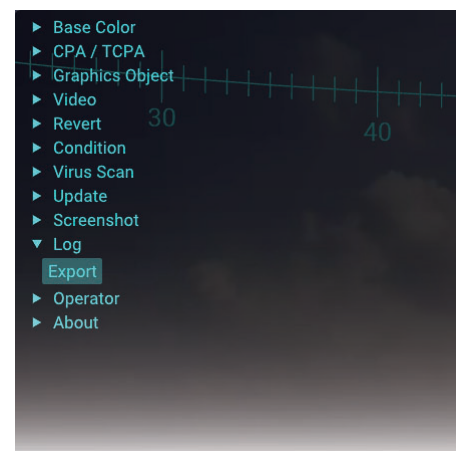 Base Color
CPA / TCPA
Graphics Object
Video
Revert
30
40
Condition
Virus Scan
Update
Screenshot
Log
Export
Operator
About